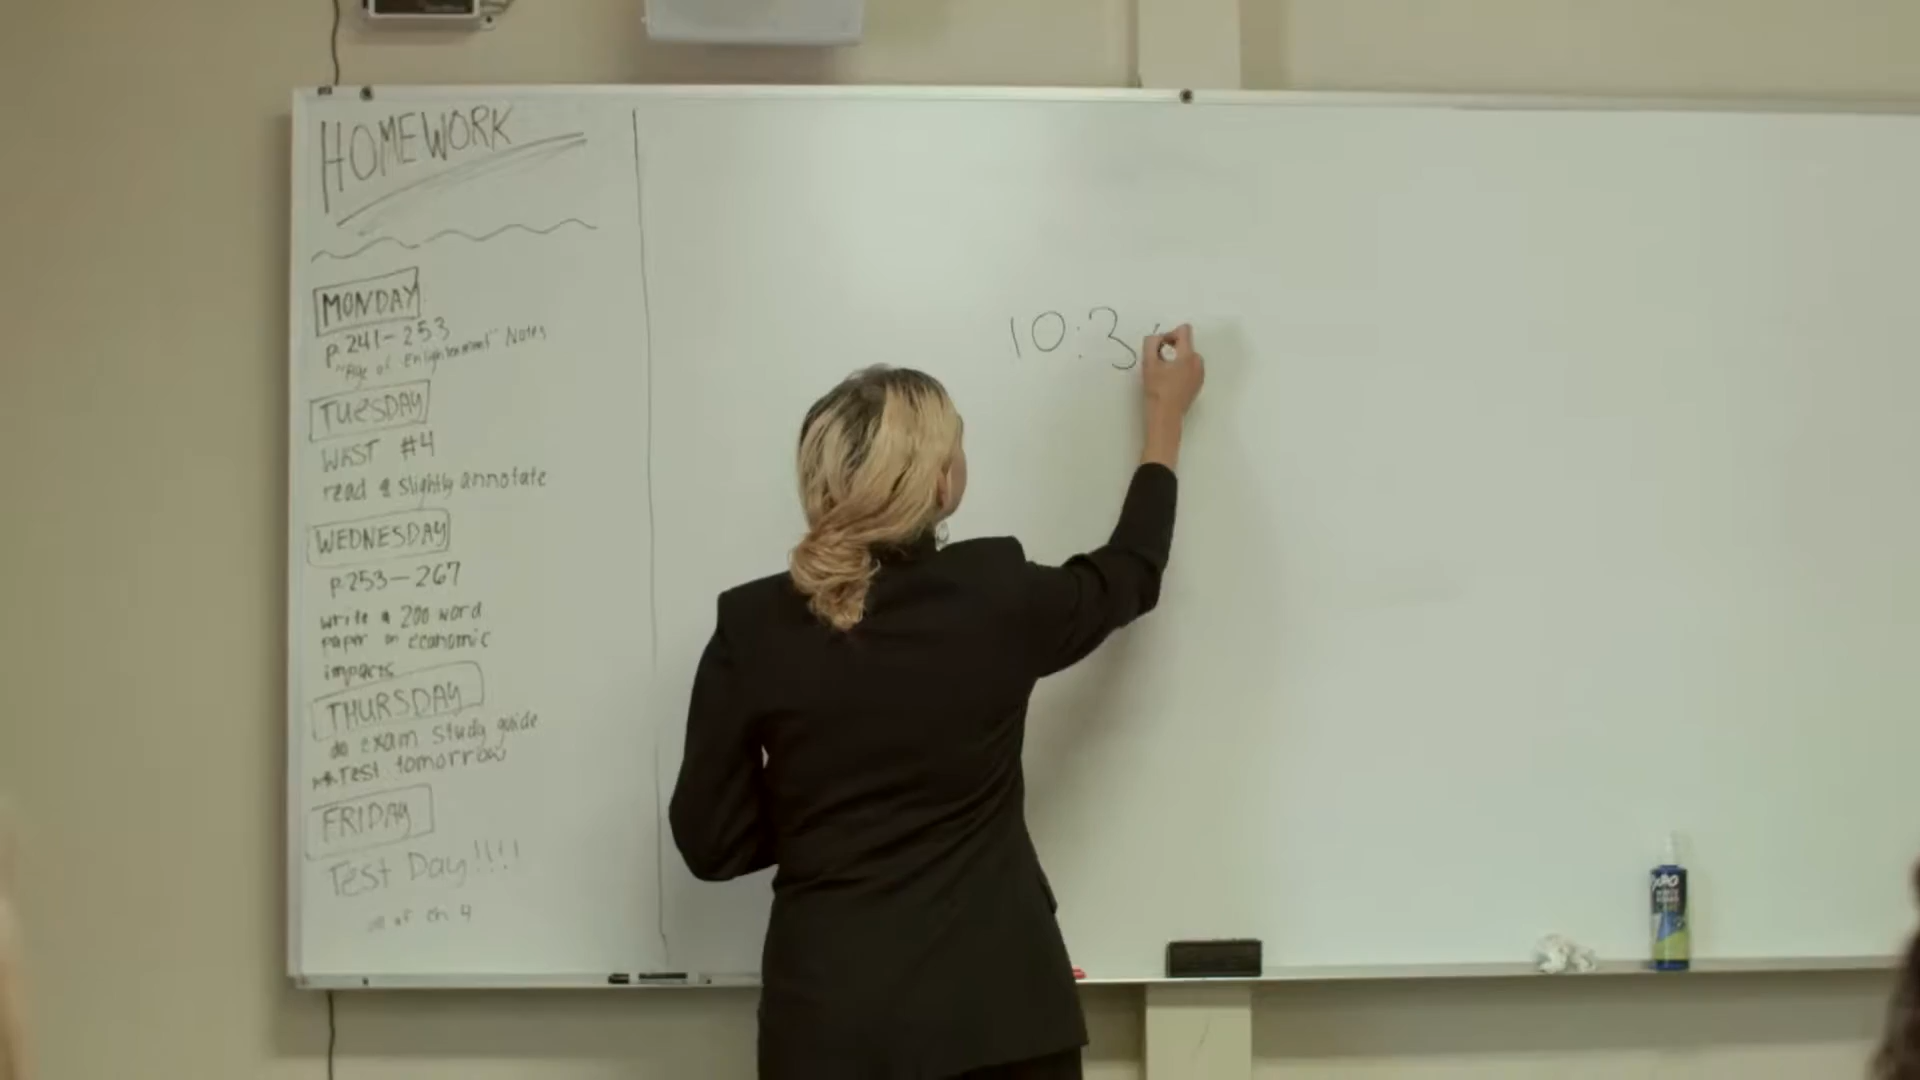 HOMEWORK
MONDAY
p. 241-253
"Age of Enlightenment" Notes
TUESDAY
WKST #4
read & slightly annotate
WEDNESDAY
p. 253-267
write a 200 word
paper on economic
impacts
THURSDAY
do exam study guide
Test tomorrow
FRIDAY
Test Day!!!!
of ch 4
10:3
EXPO